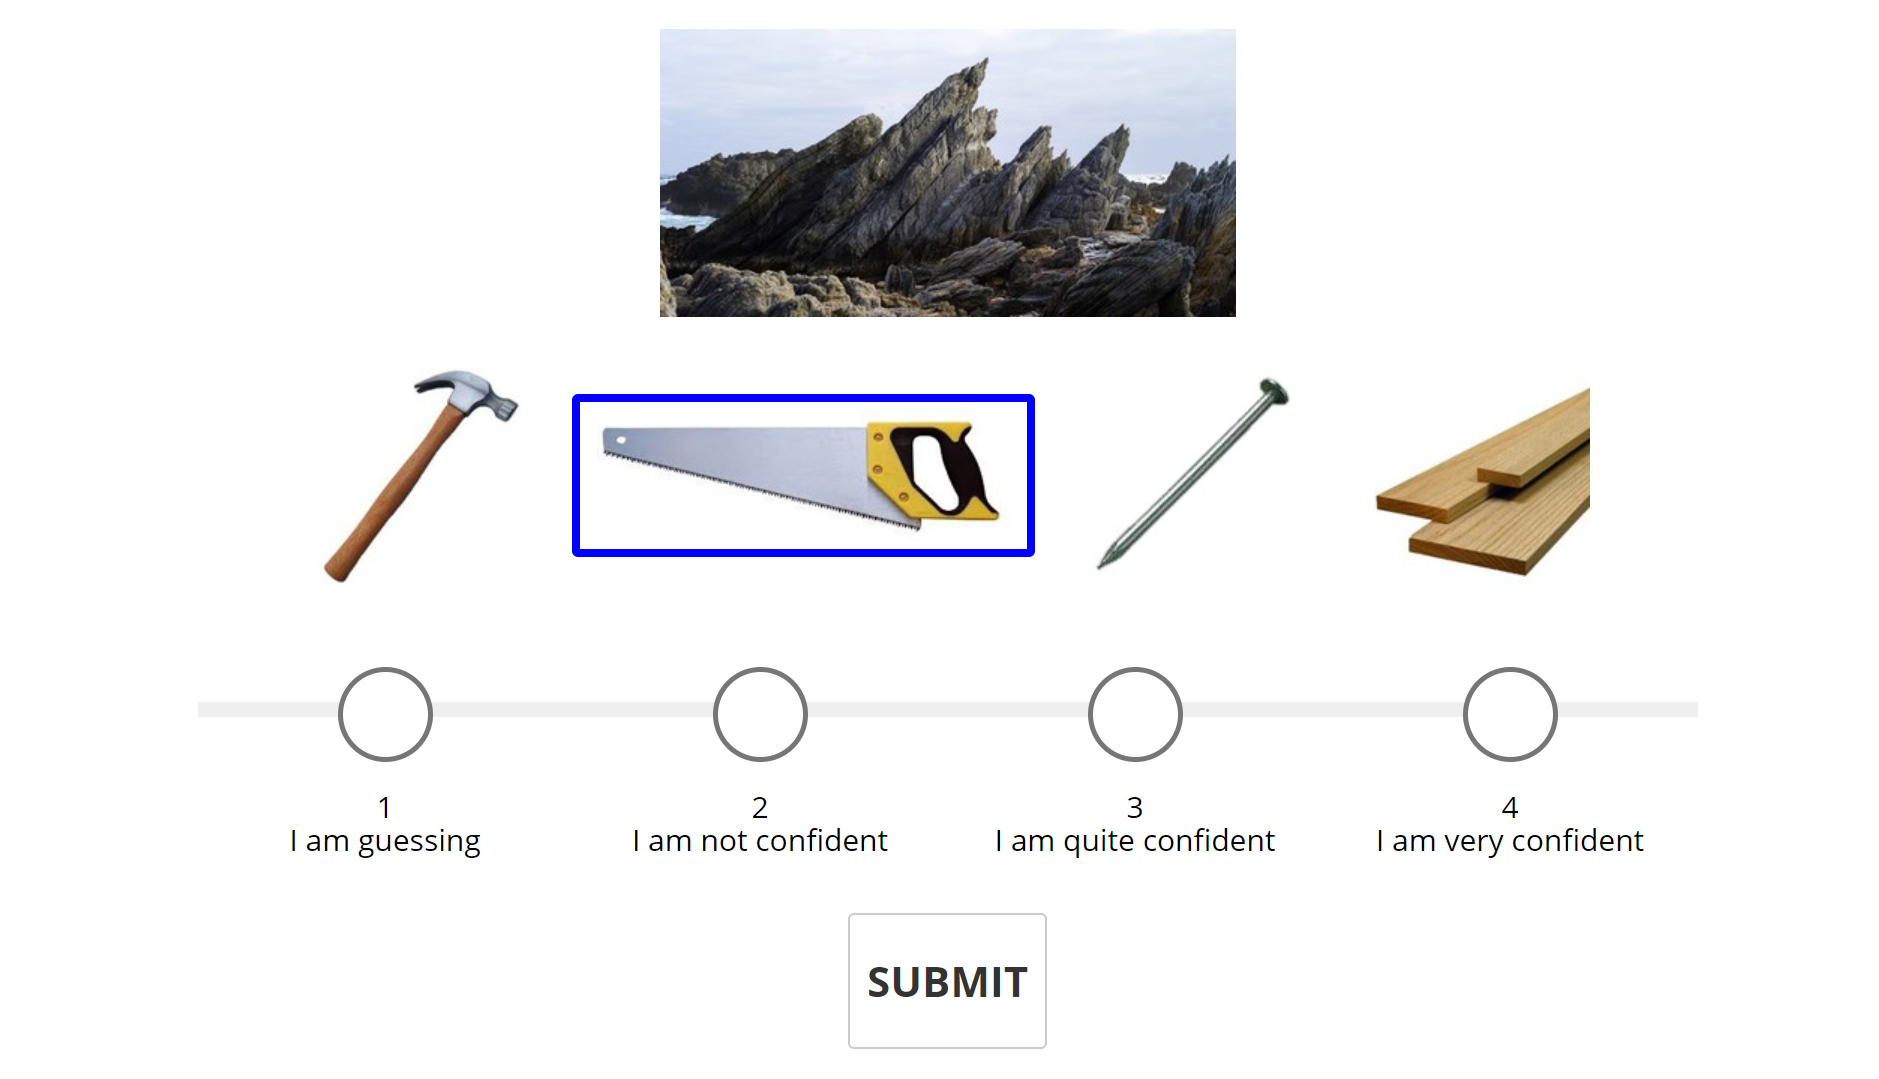 1
I am guessing
2
I am not confident
3
I am quite confident
4
I am very confident
SUBMIT